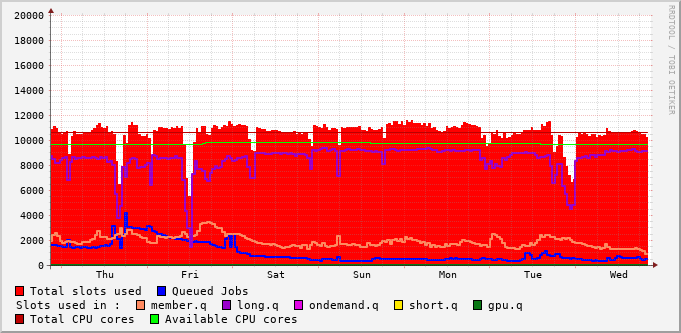 20000
18000
16000
14000
12000
10000
8000
6000
4000
2000
0
Thu Fri Sat Sun Mon Tue Wed
Total slots used Queued Jobs
Slots used in : member.q long.q ondemand.q short.q gpu.q
Total CPU cores Available CPU cores
RRDTOOL / TOBI OETIKER